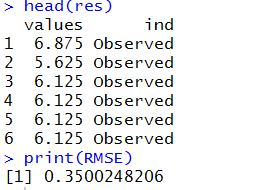 > head(res)
  values      ind
1  6.875 Observed
2  5.625 Observed
3  6.125 Observed
4  6.125 Observed
5  6.125 Observed
6  6.125 Observed
> print(RMSE)
[1] 0.3500248206